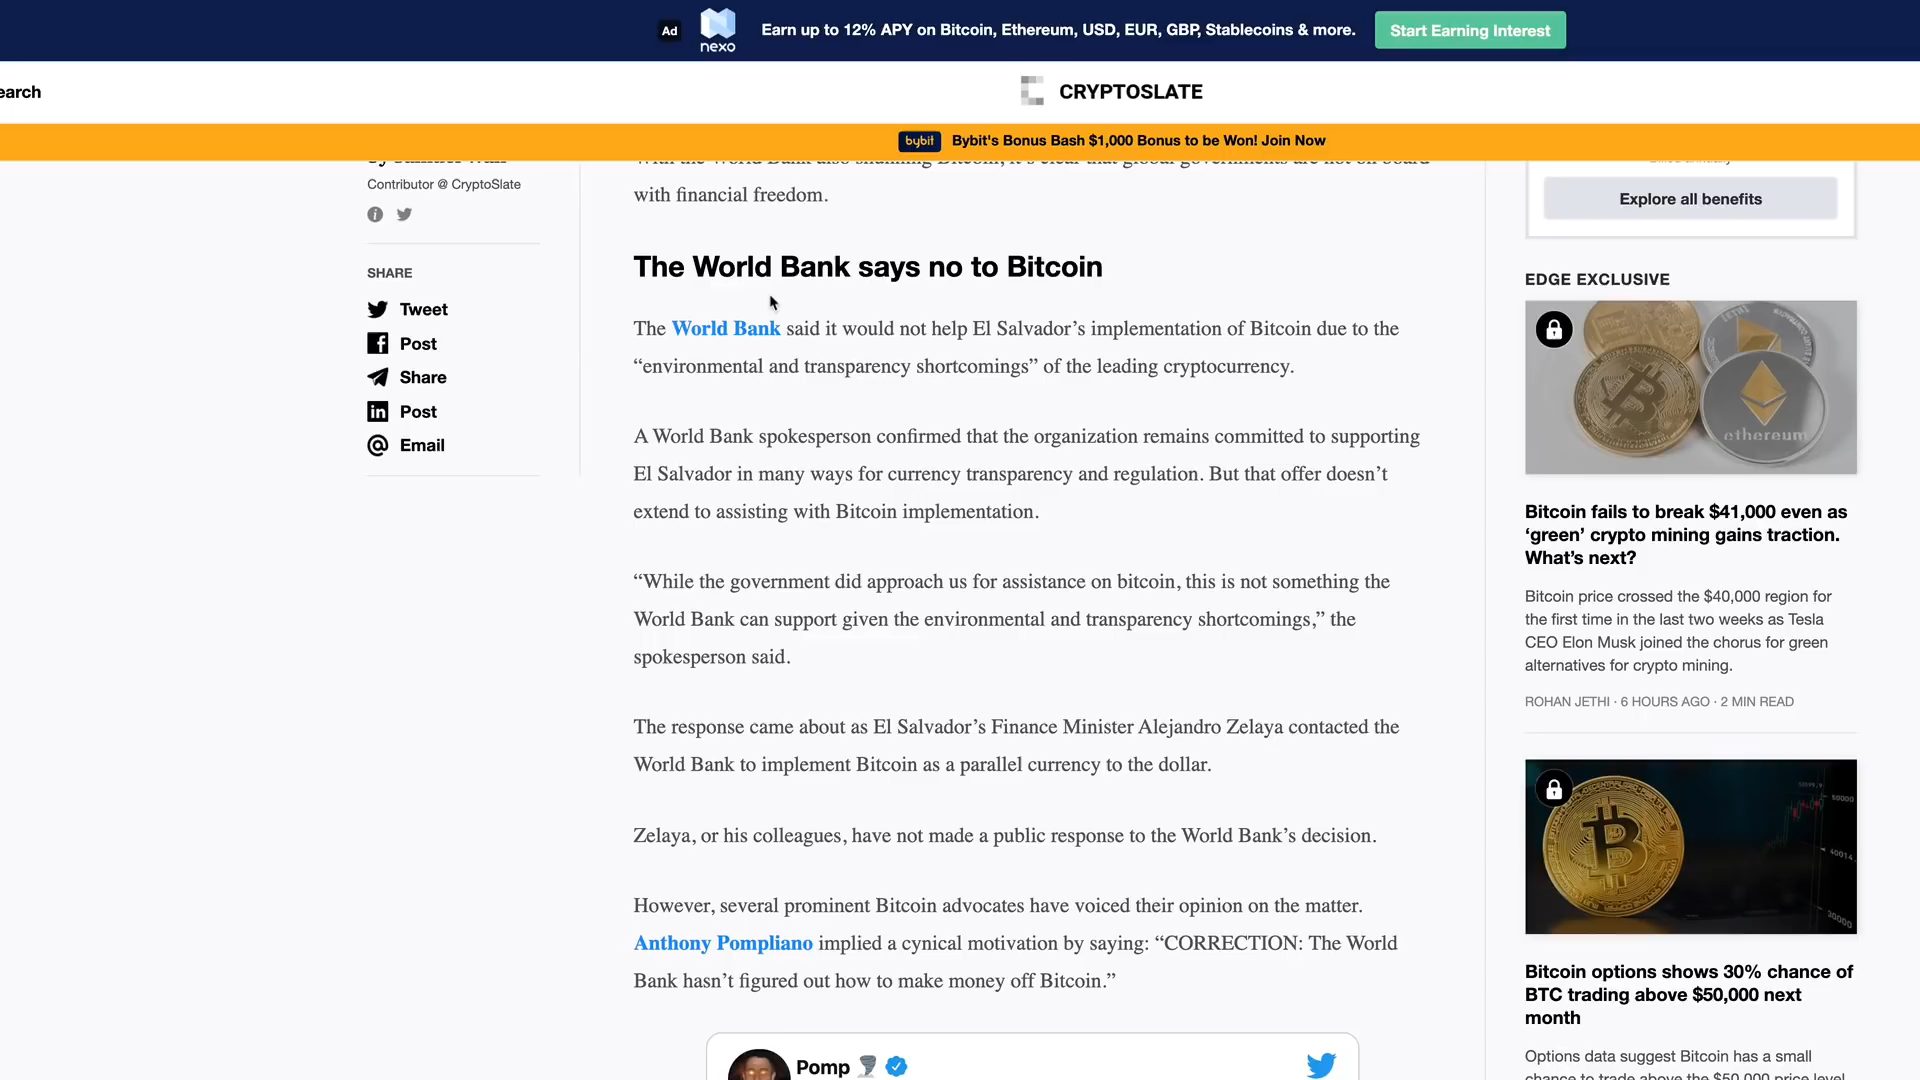 Ad
nexo
Earn up to 12% APY on Bitcoin, Ethereum, USD, EUR, GBP, Stablecoins & more.
Start Earning Interest
earch
CRYPTOSLATE
bybit
Bybit's Bonus Bash $1,000 Bonus to be Won! Join Now
Contributor @ CryptoSlate
SHARE
Tweet
Post
Share
Post
Email
With the World Bank also shunning Bitcoin, it's clear that global governments are not on board
with financial freedom.
The World Bank says no to Bitcoin
The World Bank said it would not help El Salvador’s implementation of Bitcoin due to the
“environmental and transparency shortcomings” of the leading cryptocurrency.
A World Bank spokesperson confirmed that the organization remains committed to supporting
El Salvador in many ways for currency transparency and regulation. But that offer doesn’t
extend to assisting with Bitcoin implementation.
“While the government did approach us for assistance on bitcoin, this is not something the
World Bank can support given the environmental and transparency shortcomings,” the
spokesperson said.
The response came about as El Salvador’s Finance Minister Alejandro Zelaya contacted the
World Bank to implement Bitcoin as a parallel currency to the dollar.
Zelaya, or his colleagues, have not made a public response to the World Bank’s decision.
However, several prominent Bitcoin advocates have voiced their opinion on the matter.
Anthony Pompliano implied a cynical motivation by saying: “CORRECTION: The World
Bank hasn’t figured out how to make money off Bitcoin.”
Pomp
Explore all benefits
EDGE EXCLUSIVE
ethereum
Bitcoin fails to break $41,000 even as
‘green’ crypto mining gains traction.
What’s next?
Bitcoin price crossed the $40,000 region for
the first time in the last two weeks as Tesla
CEO Elon Musk joined the chorus for green
alternatives for crypto mining.
ROHAN JETHI · 6 HOURS AGO · 2 MIN READ
50000
40014
30000
Bitcoin options shows 30% chance of
BTC trading above $50,000 next
month
Options data suggest Bitcoin has a small
chance to trade above the $50,000 price level